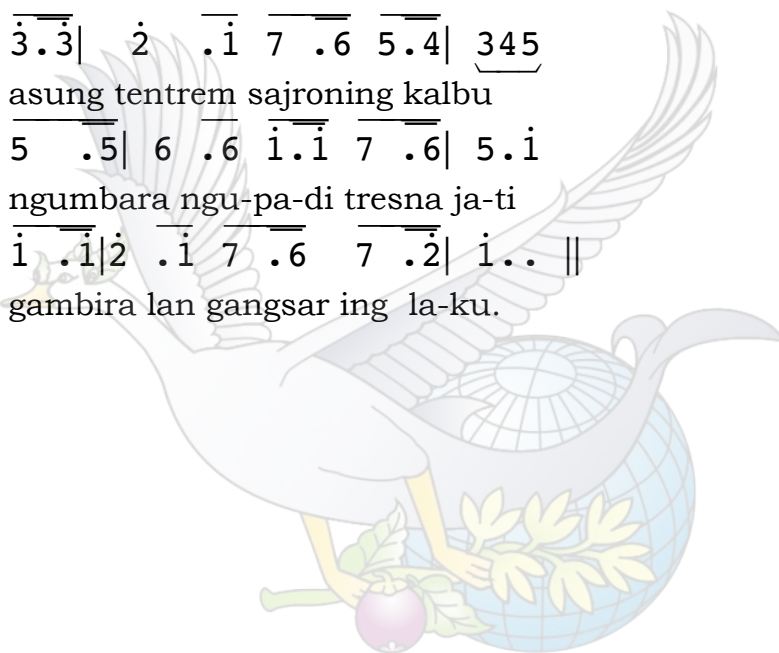 3̇.3̇| 2̇ .1̇ 7 .6 5.4| 345
asung tentrem sajroning kalbu
5 .5| 6 .6 1̇.1̇ 7 .6| 5.1̇
ngumbara ngu-pa-di tresna ja-ti
1̇ .1̇|2̇ .1̇ 7 .6 7 .2̇| 1̇.. ||
gambira lan gangsar ing la-ku.